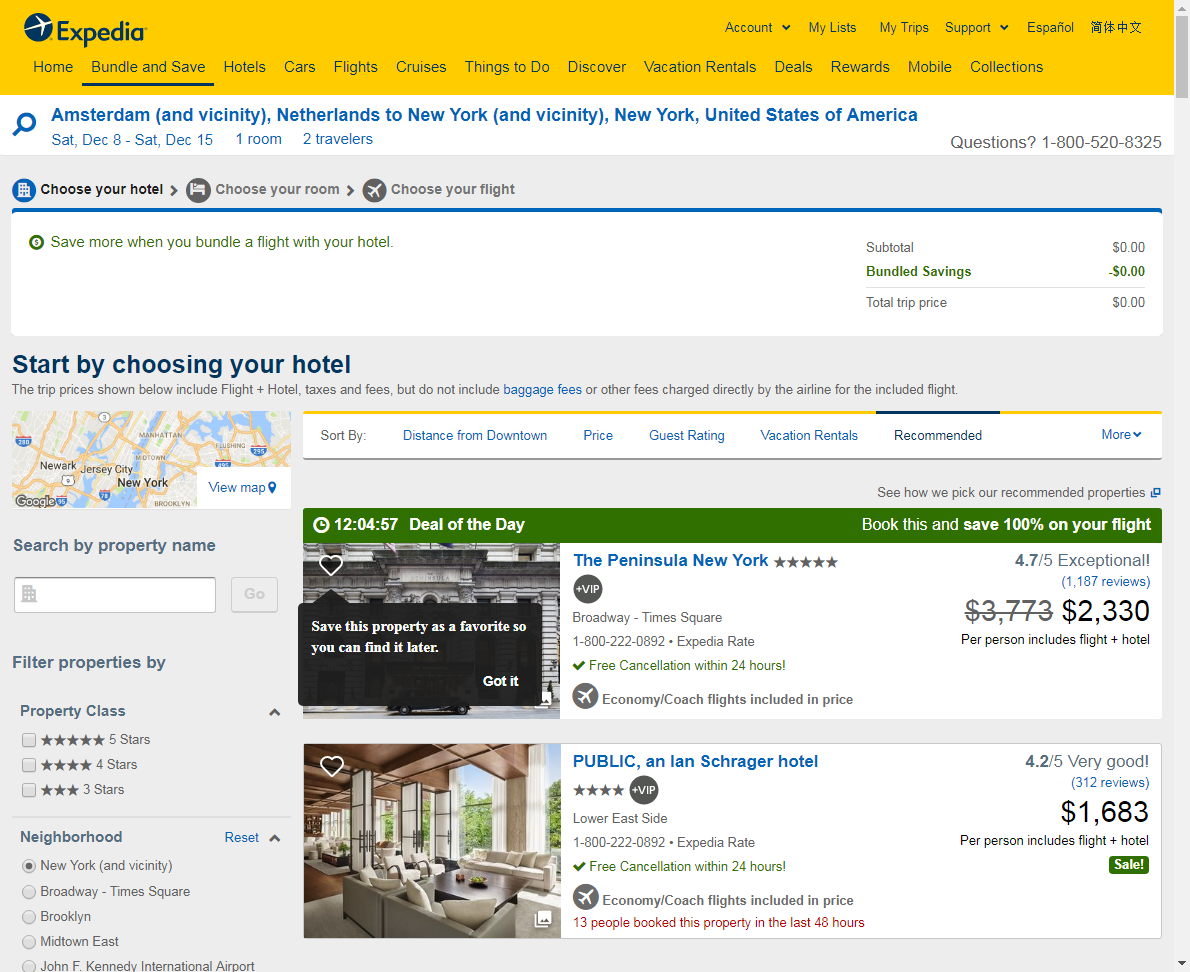 Expedia
Account
My Lists
My Trips
Support
Español
简体中文
Home
Bundle and Save
Hotels
Cars
Flights
Cruises
Things to Do
Discover
Vacation Rentals
Deals
Rewards
Mobile
Collections
Amsterdam (and vicinity), Netherlands to New York (and vicinity), New York, United States of America
Sat, Dec 8 - Sat, Dec 15 1 room 2 travelers
Questions? 1-800-520-8325
Choose your hotel
Choose your room
Choose your flight
Save more when you bundle a flight with your hotel.
Subtotal $0.00
Bundled Savings -$0.00
Total trip price $0.00
Start by choosing your hotel
The trip prices shown below include Flight + Hotel, taxes and fees, but do not include baggage fees or other fees charged directly by the airline for the included flight.
3
MANHATTAN
280
FLUSHING
295
MIDTOWN
495
Newark
Jersey City
9
New York
78
Google
95
BROOKLYN
View map
Search by property name
Go
Filter properties by
Property Class
5 Stars
4 Stars
3 Stars
Neighborhood Reset
New York (and vicinity)
Broadway - Times Square
Brooklyn
Midtown East
John F. Kennedy International Airport
Sort By:
Distance from Downtown
Price
Guest Rating
Vacation Rentals
Recommended
More
See how we pick our recommended properties
12:04:57 Deal of the Day
Book this and save 100% on your flight
THE PENINSULA
Save this property as a favorite so
you can find it later.
Got it
The Peninsula New York
+VIP
Broadway - Times Square
1-800-222-0892 • Expedia Rate
Free Cancellation within 24 hours!
Economy/Coach flights included in price
4.7/5 Exceptional!
(1,187 reviews)
$3,773 $2,330
Per person includes flight + hotel
PUBLIC, an Ian Schrager hotel
+VIP
Lower East Side
1-800-222-0892 • Expedia Rate
Free Cancellation within 24 hours!
Economy/Coach flights included in price
13 people booked this property in the last 48 hours
4.2/5 Very good!
(312 reviews)
$1,683
Per person includes flight + hotel
Sale!